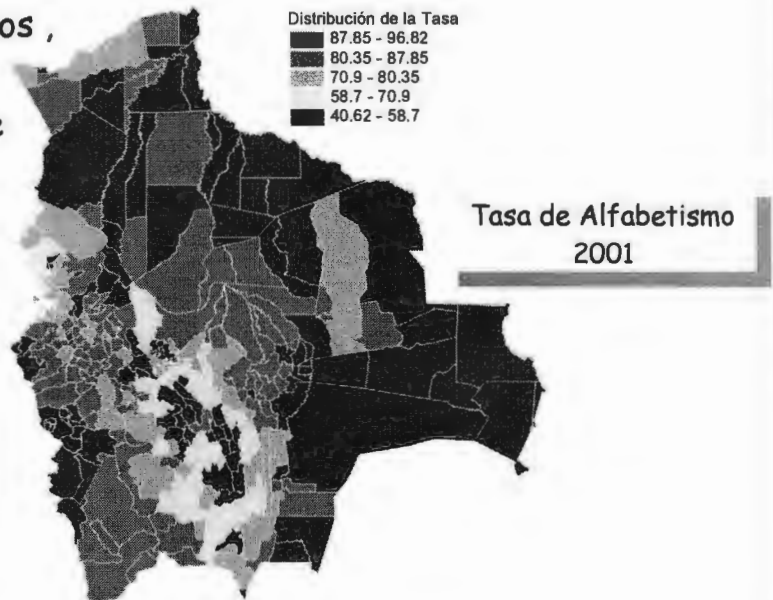 os ,
Distribución de la Tasa
87.85 - 96.82
80.35 - 87.85
70.9 - 80.35
58.7 - 70.9
40.62 - 58.7
Tasa de Alfabetismo
2001